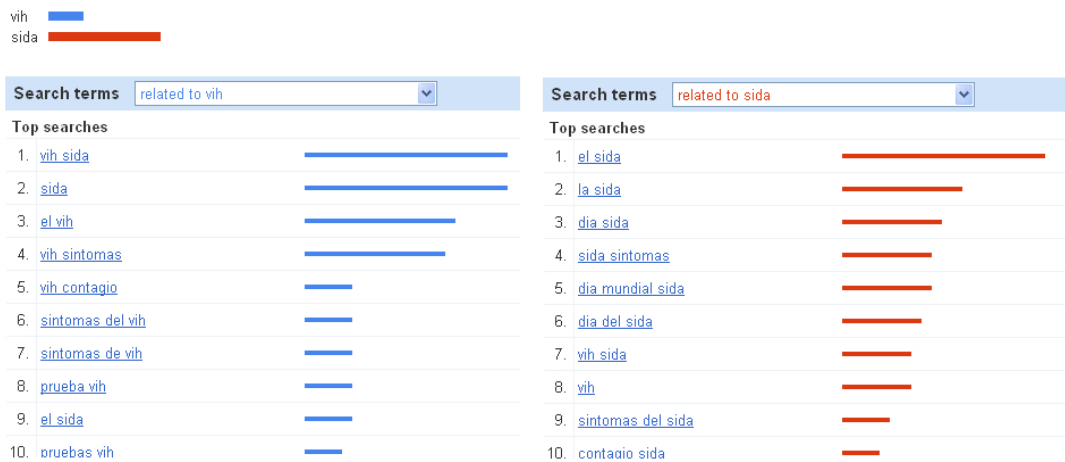 vih
sida
Search terms related to vih
Top searches
1. vih sida
2. sida
3. el vih
4. vih sintomas
5. vih contagio
6. sintomas del vih
7. sintomas de vih
8. prueba vih
9. el sida
10. pruebas vih
Search terms related to sida
Top searches
1. el sida
2. la sida
3. dia sida
4. sida sintomas
5. dia mundial sida
6. dia del sida
7. vih sida
8. vih
9. sintomas del sida
10. contagio sida